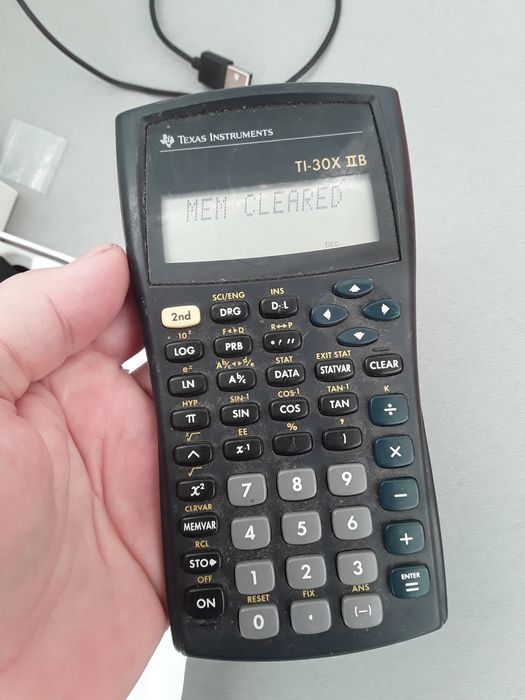 TEXAS INSTRUMENTS
TI-30X IIB
MEM CLEARED
DEG
SCI/ENG INS
2nd DRG D·:L
10ˣ F◂▸D R◂▸P
LOG PRB ° ' "
eˣ Aᵇ/c◂▸d/e STAT EXIT STAT
LN Aᵇ/c DATA STATVAR CLEAR
HYP SIN⁻¹ COS⁻¹ TAN⁻¹ K
π SIN COS TAN ÷
ˣ√ EE % ,
^ x⁻¹ ( ) ×
√
x² 7 8 9 −
CLRVAR
MEMVAR 4 5 6 +
RCL
STO▸ 1 2 3 ENTER =
OFF RESET FIX ANS
ON 0 . (−)